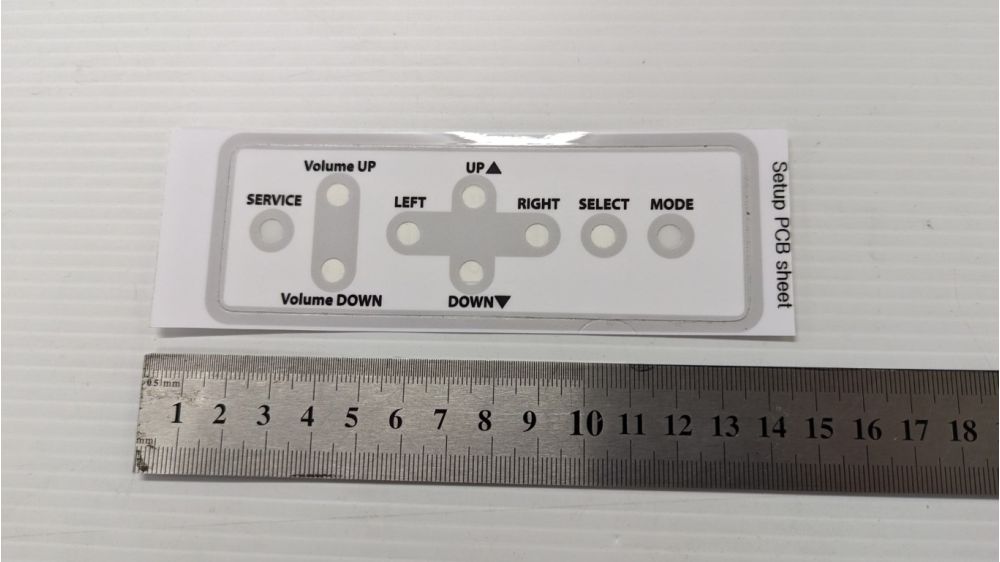 Volume UP
UP▲
SERVICE
LEFT
RIGHT
SELECT
MODE
Volume DOWN
DOWN▼
Setup PCB sheet
0.5 mm
1 2 3 4 5 6 7 8 9 10 11 12 13 14 15 16 17 18
mm